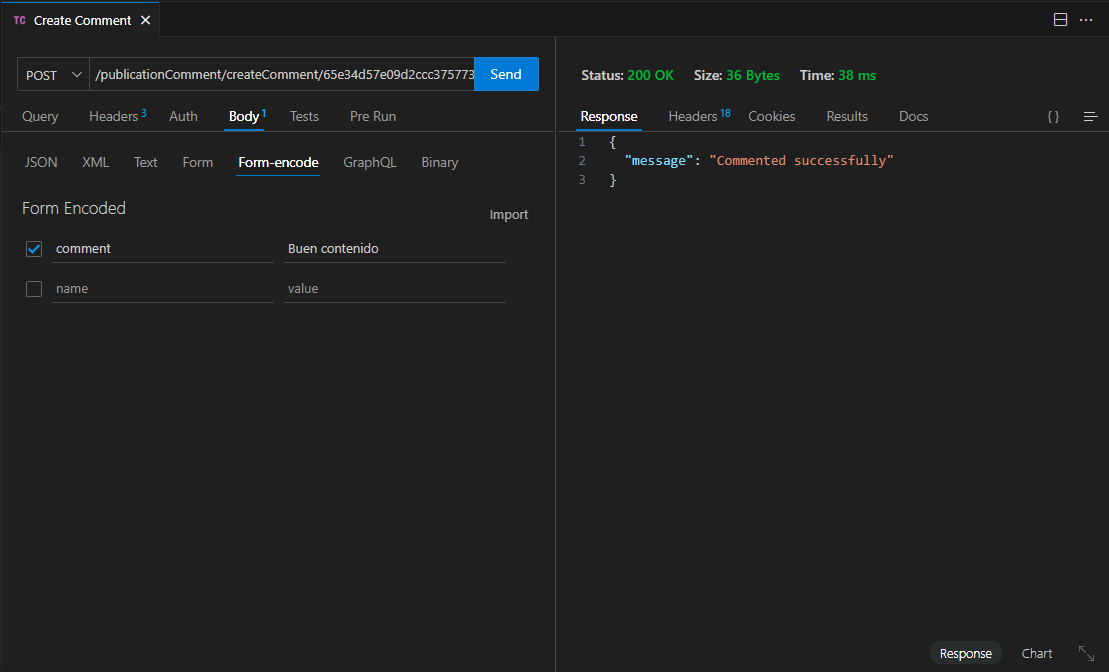 TC Create Comment
POST /publicationComment/createComment/65e34d57e09d2ccc375773 Send
Query Headers 3 Auth Body 1 Tests Pre Run
JSON XML Text Form Form-encode GraphQL Binary
Form Encoded
Import
comment Buen contenido
name value
Status: 200 OK Size: 36 Bytes Time: 38 ms
Response Headers 18 Cookies Results Docs { }
1 {
2 "message": "Commented successfully"
3 }
Response Chart